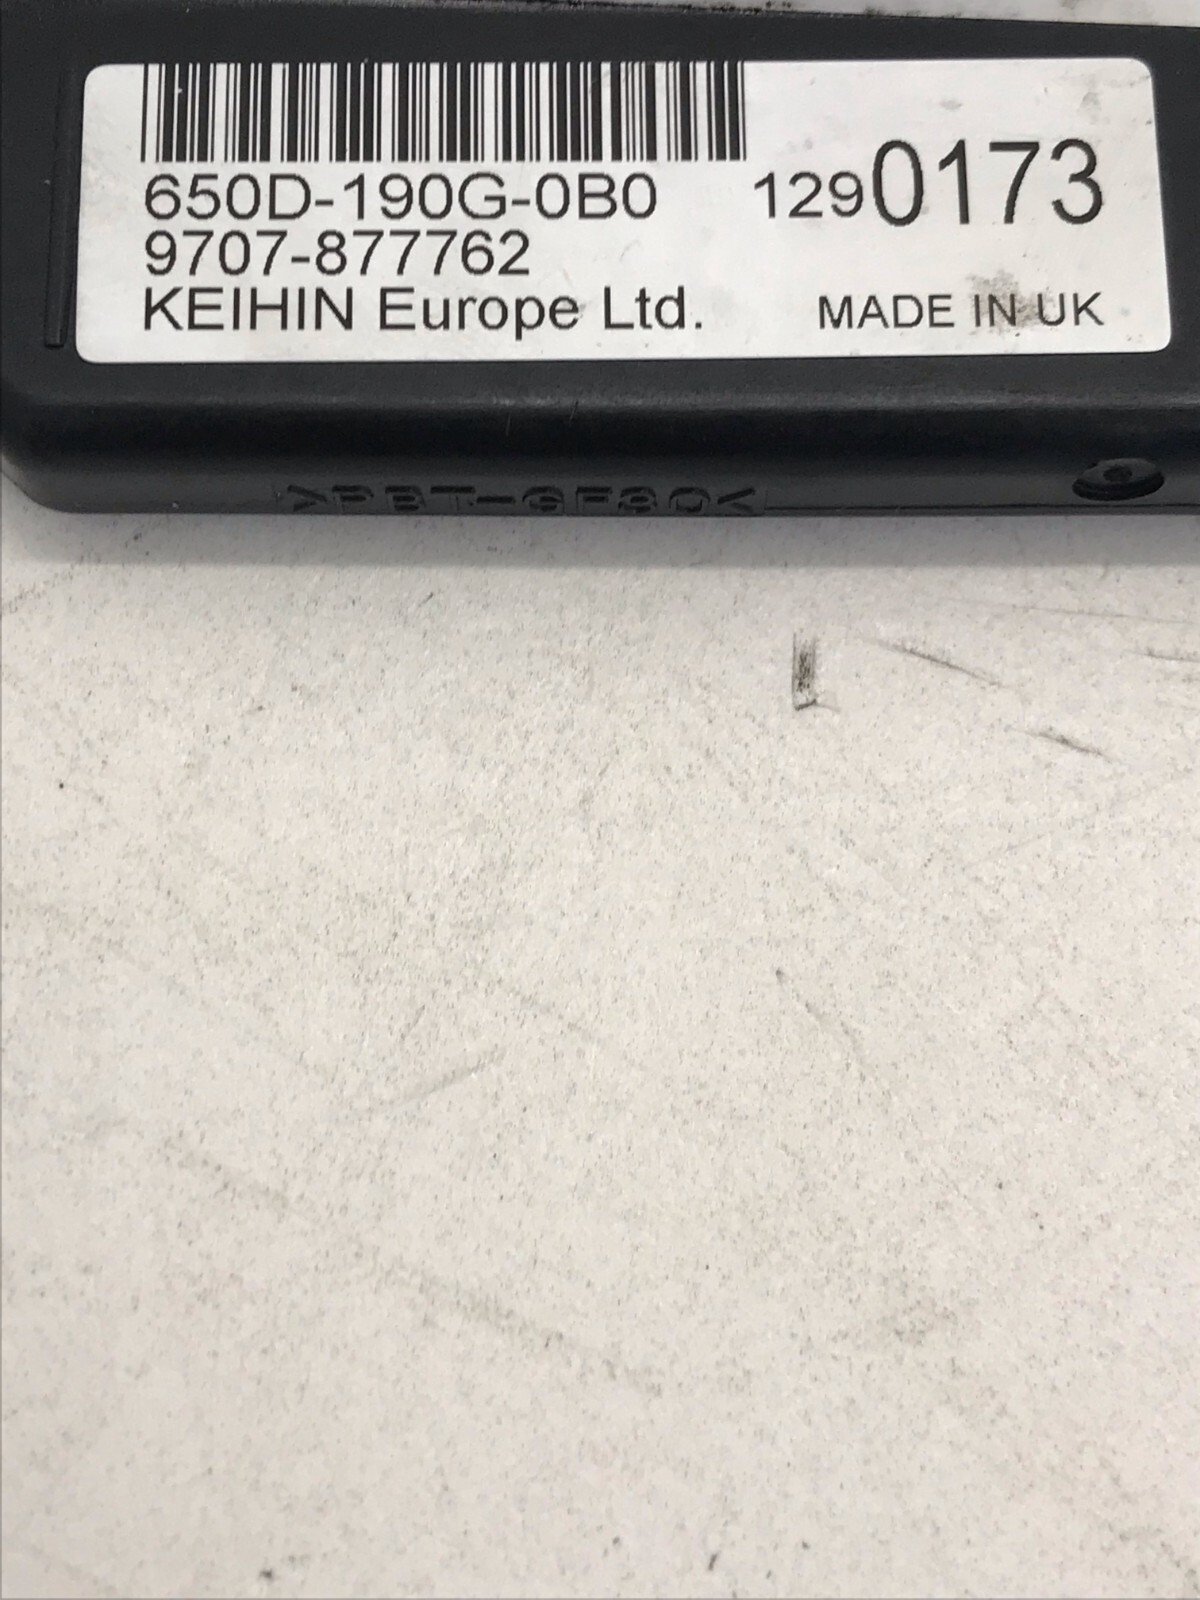 650D-190G-0B0 1290173
9707-877762
KEIHIN Europe Ltd. MADE IN UK
>PBT-GF30<